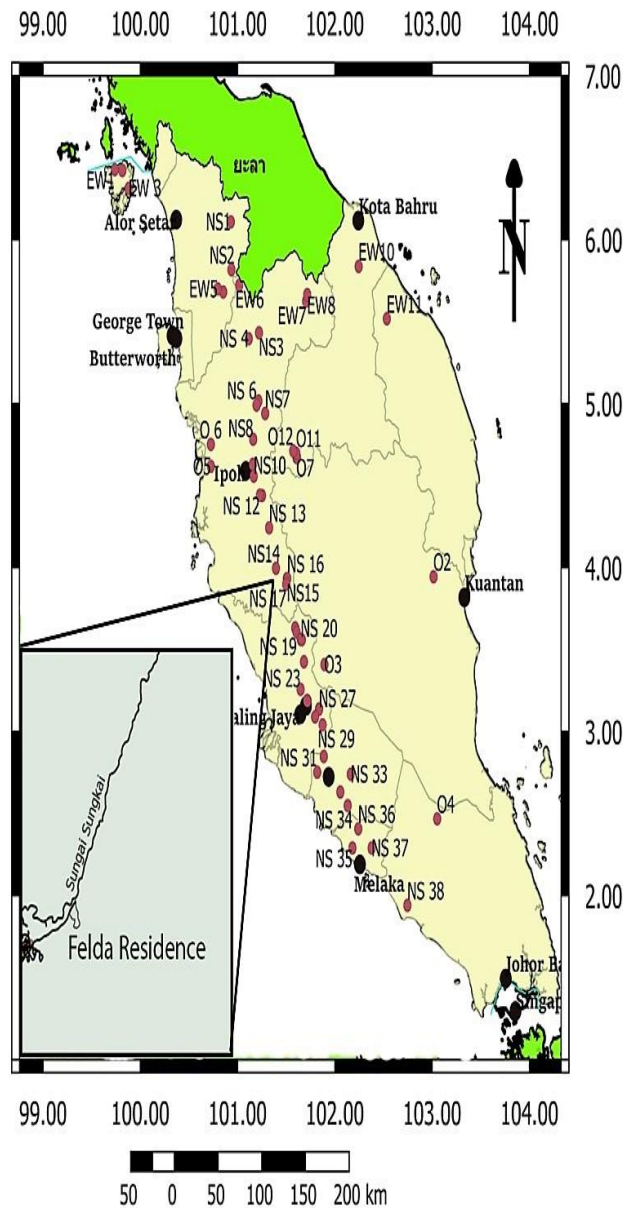 99.00 100.00 101.00 102.00 103.00 104.00
7.00
ยะลา
EW 3
Kota Bahru
Alor Setar
NS1
6.00
N
NS2
EW10
EW5
EW6
EW8
EW7
EW11
George Town
NS 4
NS3
Butterworth
5.00
NS 6
NS7
O 6
NS8
O12
O11
O5
Ipoh
NS10
O7
NS 12
NS 13
4.00
NS14
NS 16
O2
Kuantan
NS 17
NS15
NS 20
NS 19
O3
NS 23
NS 27
aling Jaya
3.00
NS 29
NS 31
NS 33
O4
NS 34
NS 36
NS 35
NS 37
Melaka
NS 38
2.00
Sungai Sungkai
Felda Residence
Johor Ba
Singap
99.00 100.00 101.00 102.00 103.00 104.00
50 0 50 100 150 200 km